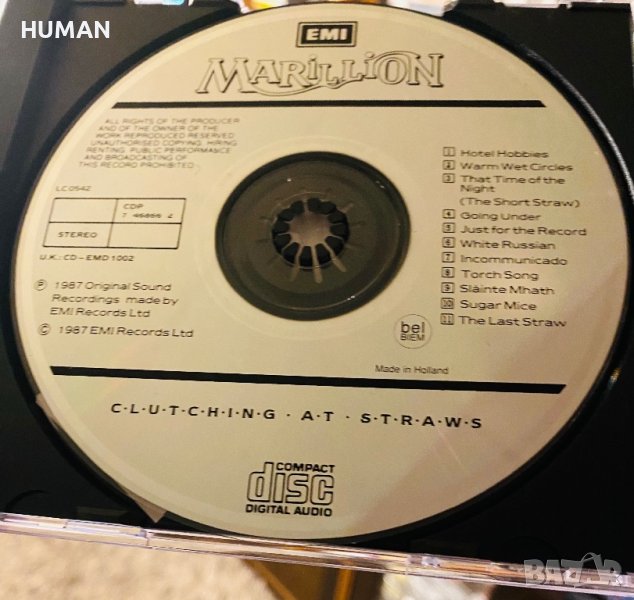 HUMAN
EMI
MARILLION
ALL RIGHTS OF THE PRODUCER
AND OF THE OWNER OF THE
WORK REPRODUCED RESERVED
UNAUTHORISED COPYING, HIRING
RENTING, PUBLIC PERFORMANCE
AND BROADCASTING OF
THIS RECORD PROHIBITED
LC 0542
CDP
7 46866 2
STEREO
U.K.: CD-EMD 1002
℗ 1987 Original Sound
Recordings made by
EMI Records Ltd
© 1987 EMI Records Ltd
1 Hotel Hobbies
2 Warm Wet Circles
3 That Time of the
Night
(The Short Straw)
4 Going Under
5 Just for the Record
6 White Russian
7 Incommunicado
8 Torch Song
9 Sláinte Mhath
10 Sugar Mice
11 The Last Straw
bel
BIEM
Made in Holland
C·L·U·T·C·H·I·N·G · A·T · S·T·R·A·W·S
COMPACT
disc
DIGITAL AUDIO
BAZAR